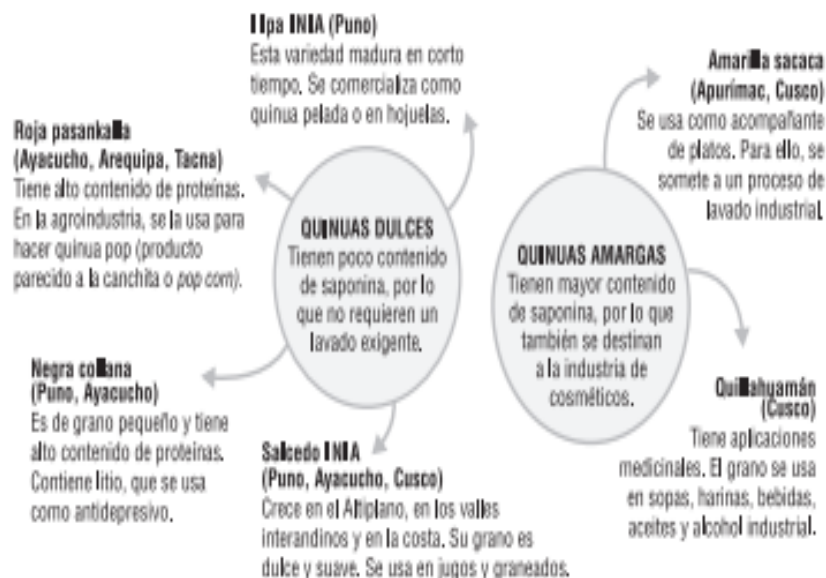 Illpa INIA (Puno)
Esta variedad madura en corto
tiempo. Se comercializa como
quinua pelada o en hojuelas.
Amarilla sacaca
(Apurímac, Cusco)
Se usa como acompañante
de platos. Para ello, se
somete a un proceso de
lavado industrial.
Roja pasankalla
(Ayacucho, Arequipa, Tacna)
Tiene alto contenido de proteínas.
En la agroindustria, se la usa para
hacer quinua pop (producto
parecido a la canchita o pop corn).
QUINUAS DULCES
Tienen poco contenido
de saponina, por lo
que no requieren un
lavado exigente.
QUINUAS AMARGAS
Tienen mayor contenido
de saponina, por lo que
también se destinan
a la industria de
cosméticos.
Negra collana
(Puno, Ayacucho)
Es de grano pequeño y tiene
alto contenido de proteínas.
Contiene litio, que se usa
como antidepresivo.
Salcedo INIA
(Puno, Ayacucho, Cusco)
Crece en el Altiplano, en los valles
interandinos y en la costa. Su grano es
dulce y suave. Se usa en jugos y graneados.
Quillahuamán
(Cusco)
Tiene aplicaciones
medicinales. El grano se usa
en sopas, harinas, bebidas,
aceites y alcohol industrial.